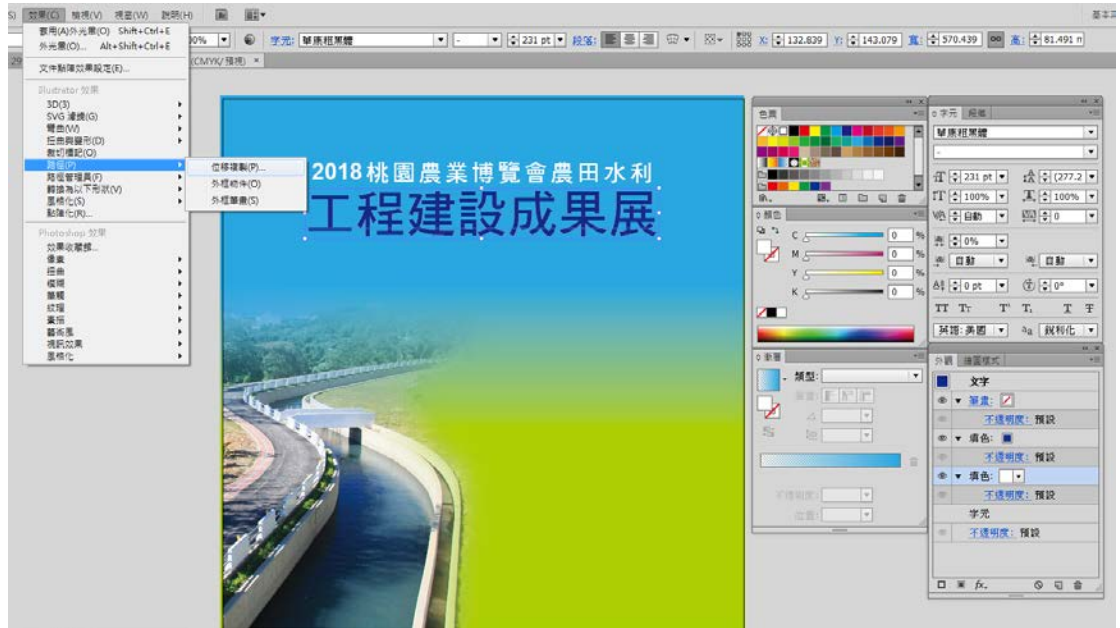 效果(C) 檢視(V) 視窗(W) 說明(H)
基本
套用(A)外光暈(O) Shift+Ctrl+E
外光暈(O)... Alt+Shift+Ctrl+E
文件點陣效果設定(E)...
Illustrator 效果
3D(3)
SVG 濾鏡(G)
彎曲(W)
扭曲與變形(D)
裁切標記(O)
路徑(P)
路徑管理員(F)
轉換為以下形狀(V)
風格化(S)
點陣化(R)...
Photoshop 效果
效果收藏館...
像素
扭曲
模糊
筆觸
紋理
素描
藝術風
視訊效果
風格化
位移複製(P)...
外框物件(O)
外框筆畫(S)
字元: 華康粗黑體
-
231 pt
段落:
X: 132.839 Y: 143.079 寬: 570.439 高: 81.491 m
(CMYK/預視) ×
2018桃園農業博覽會農田水利
工程建設成果展
色票
顏色
C 0 %
M 0 %
Y 0 %
K 0 %
漸層
類型:
不透明度:
位置:
字元 段落
華康粗黑體
-
231 pt (277.2
100% 100%
自動 0
0%
自動 自動
0 pt 0°
英語: 美國 銳利化
外觀 繪圖樣式
文字
筆畫:
不透明度: 預設
填色:
不透明度: 預設
填色:
不透明度: 預設
字元
不透明度: 預設
fx.